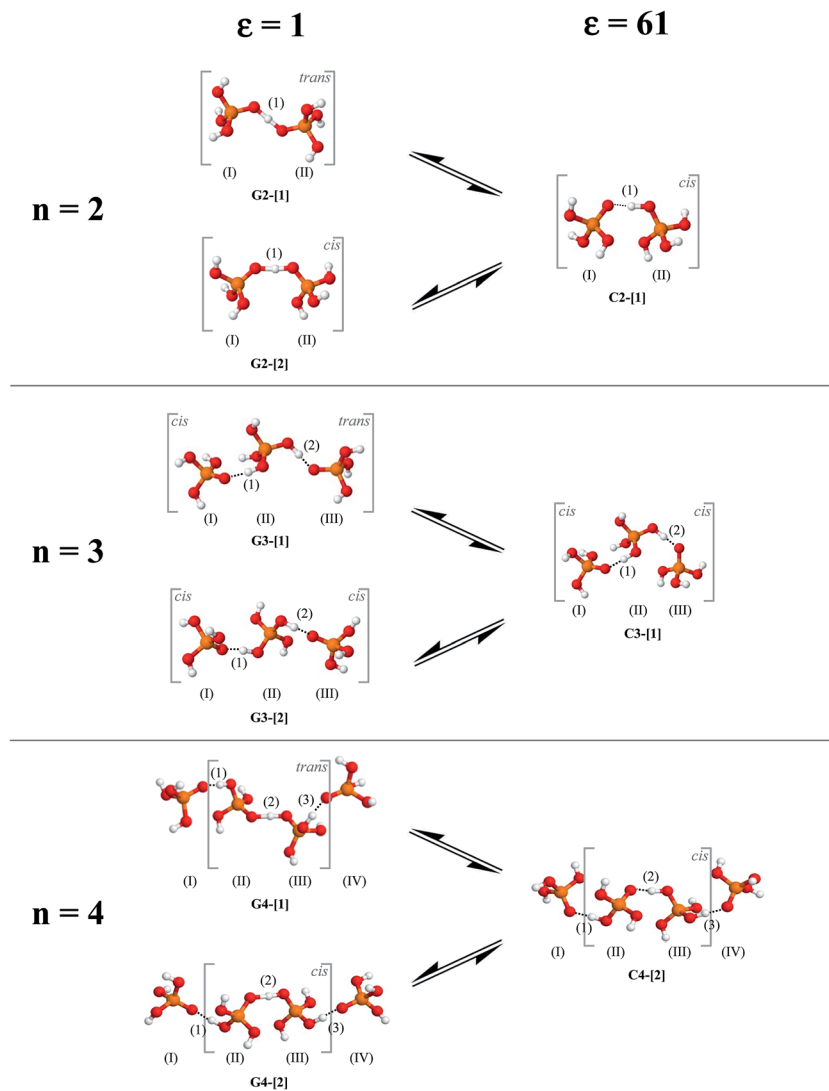 ε = 1 ε = 61
n = 2
trans
(1)
(I) (II)
G2-[1]
cis
(1)
(I) (II)
G2-[2]
cis
(1)
(I) (II)
C2-[1]
n = 3
cis trans
(2)
(1)
(I) (II) (III)
G3-[1]
cis cis
(2)
(1)
(I) (II) (III)
G3-[2]
cis cis
(2)
(1)
(I) (II) (III)
C3-[1]
n = 4
trans
(1)
(2) (3)
(I) (II) (III) (IV)
G4-[1]
cis
(2)
(1) (3)
(I) (II) (III) (IV)
G4-[2]
cis
(2)
(1) (3)
(I) (II) (III) (IV)
C4-[2]